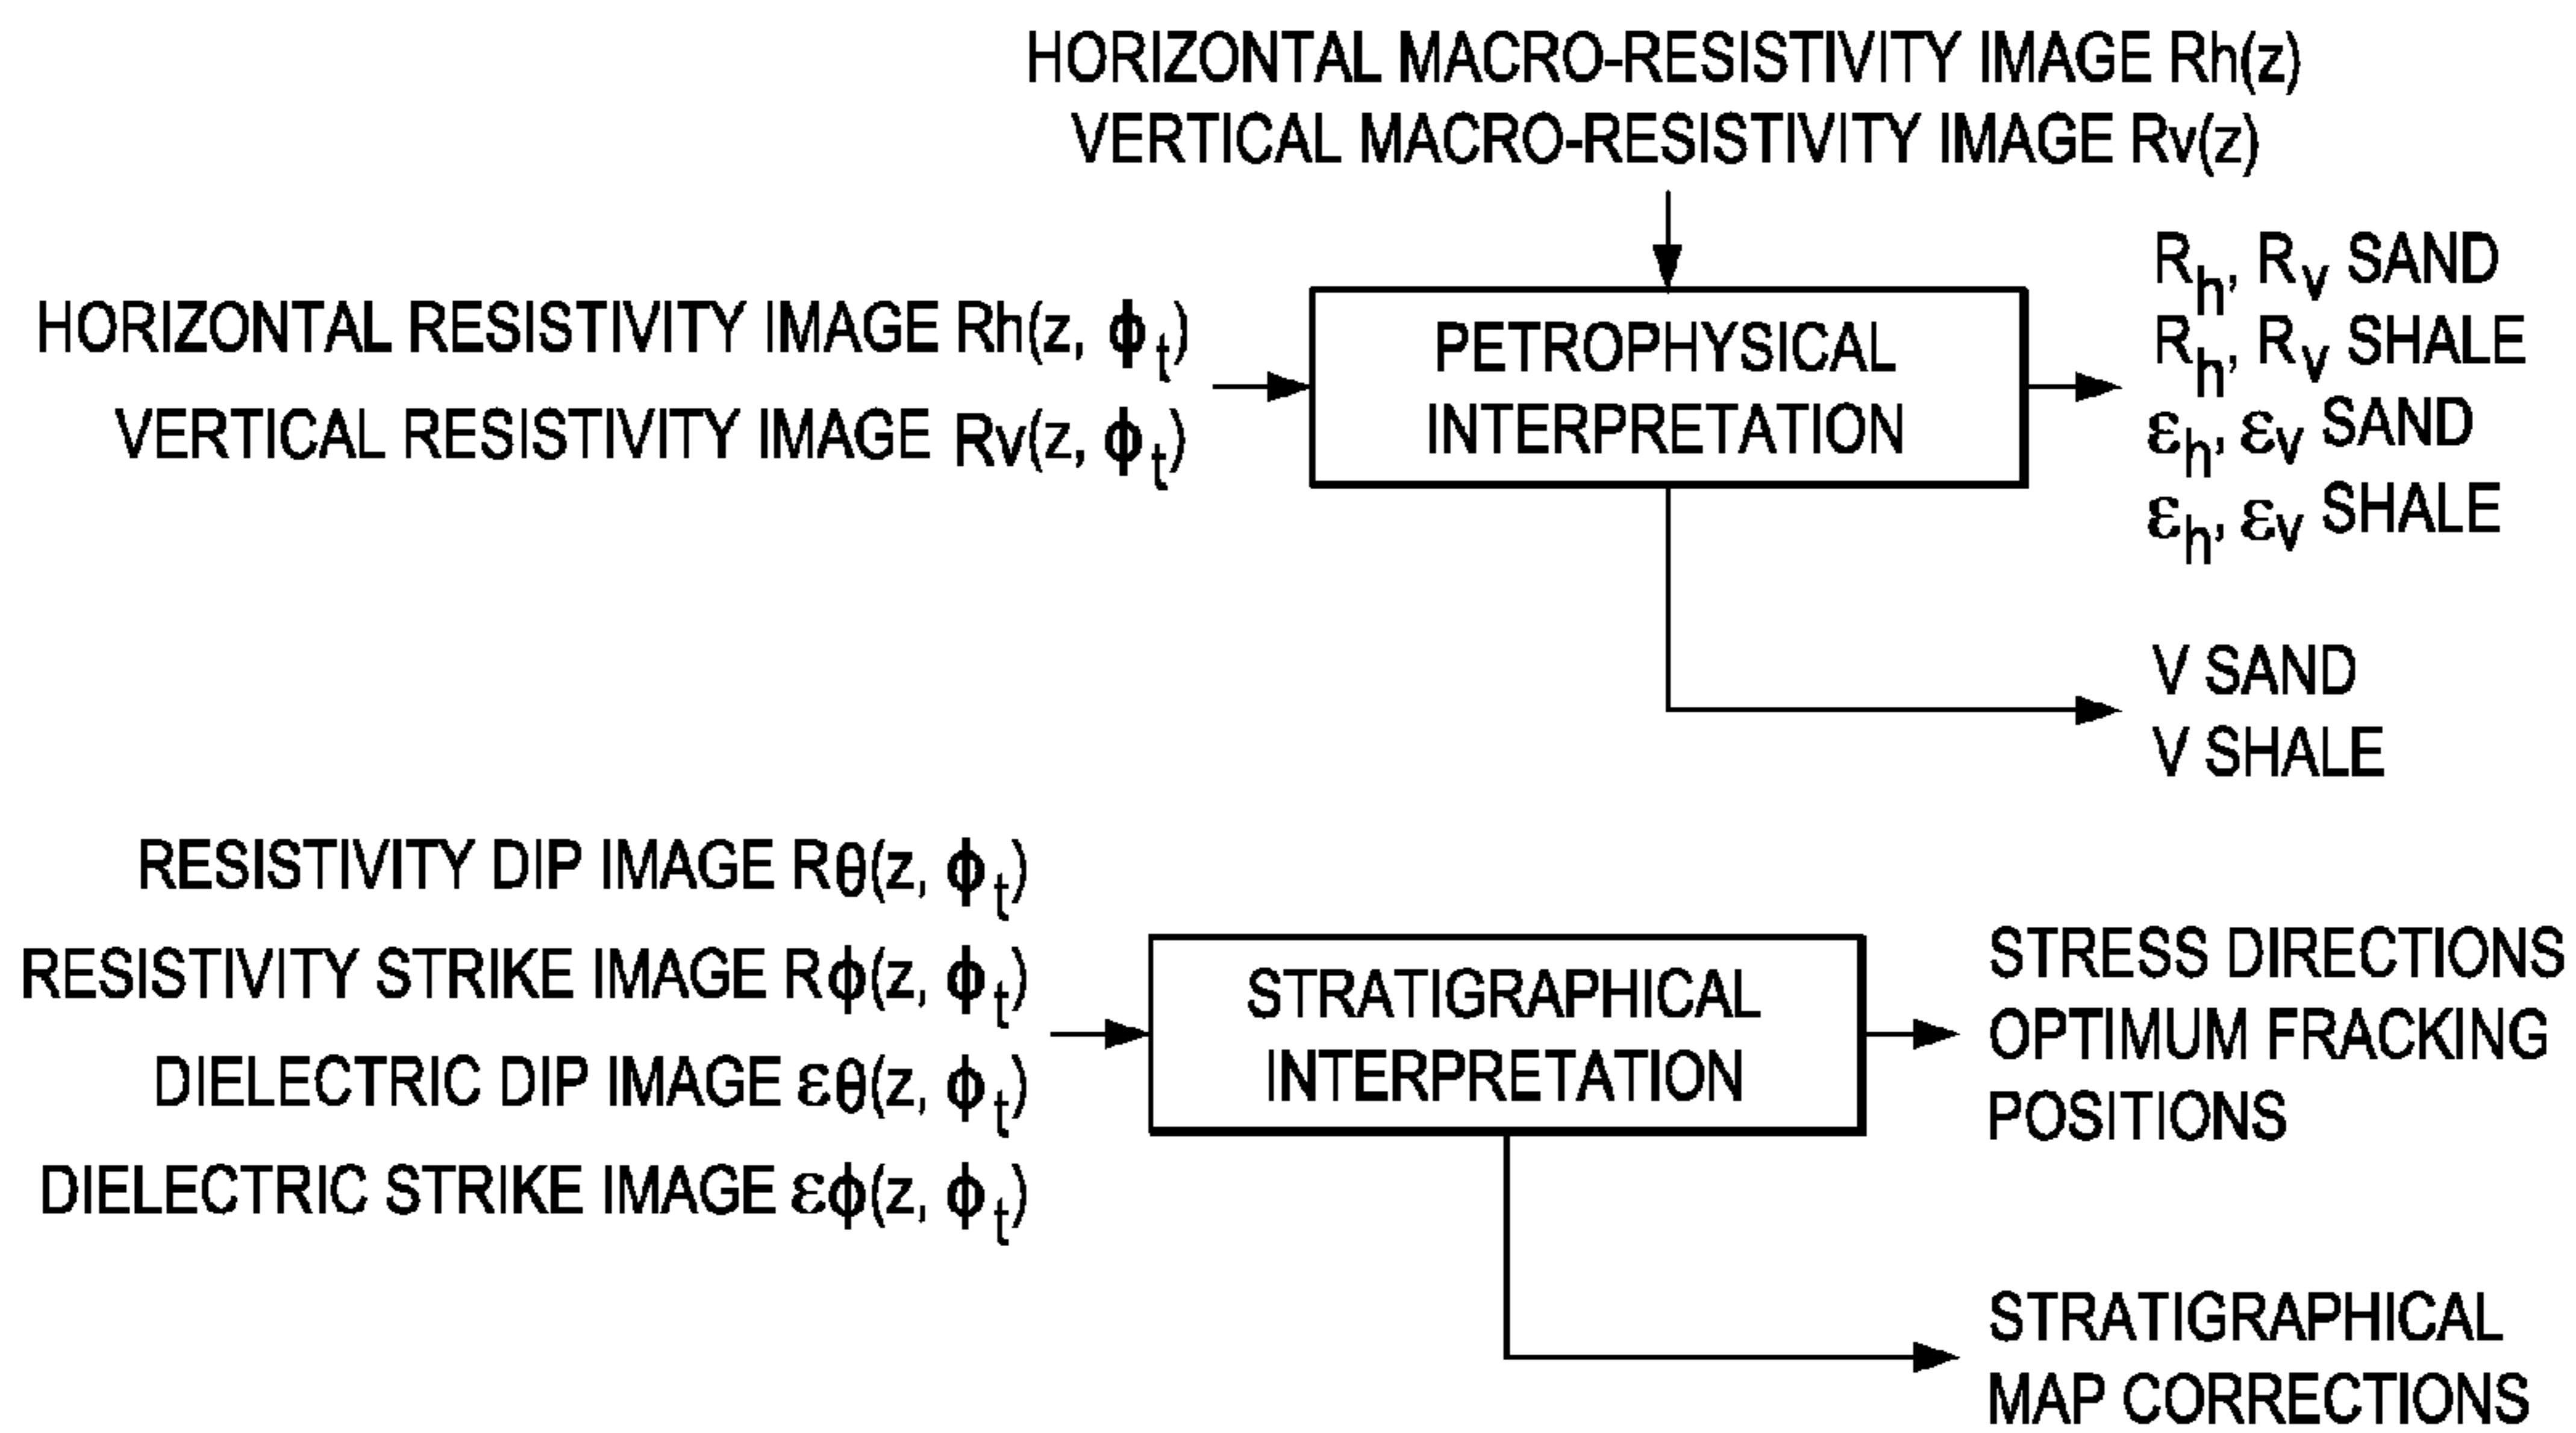 HORIZONTAL MACRO-RESISTIVITY IMAGE Rh(z)
VERTICAL MACRO-RESISTIVITY IMAGE Rv(z)
HORIZONTAL RESISTIVITY IMAGE Rh(z, ϕt)
VERTICAL RESISTIVITY IMAGE Rv(z, ϕt)
PETROPHYSICAL
INTERPRETATION
Rh, Rv SAND
Rh, Rv SHALE
εh, εv SAND
εh, εv SHALE
V SAND
V SHALE
RESISTIVITY DIP IMAGE Rθ(z, ϕt)
RESISTIVITY STRIKE IMAGE Rϕ(z, ϕt)
DIELECTRIC DIP IMAGE εθ(z, ϕt)
DIELECTRIC STRIKE IMAGE εϕ(z, ϕt)
STRATIGRAPHICAL
INTERPRETATION
STRESS DIRECTIONS
OPTIMUM FRACKING
POSITIONS
STRATIGRAPHICAL
MAP CORRECTIONS